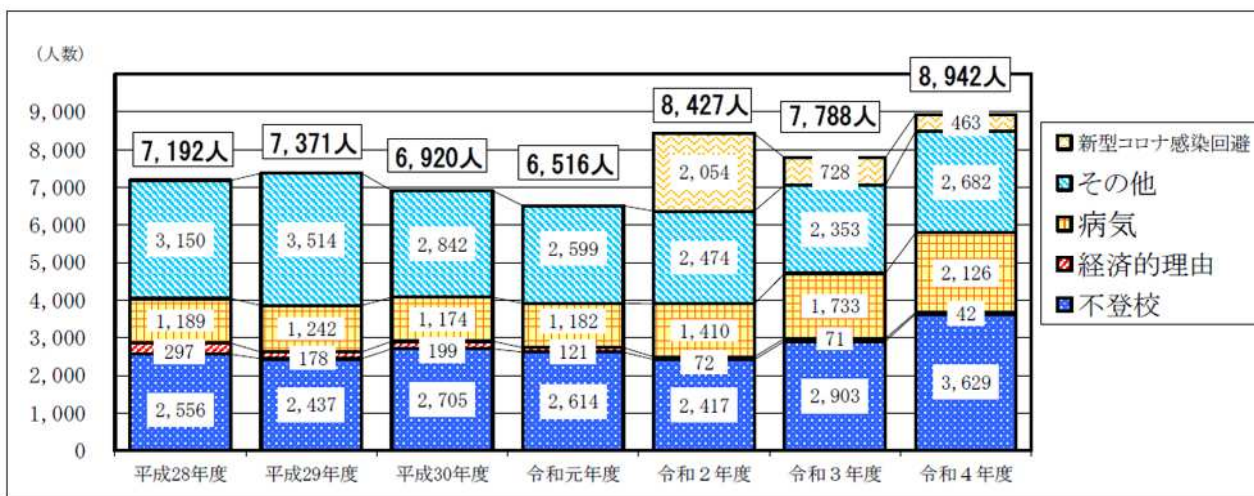 (人数)
9,000
8,000
7,000
6,000
5,000
4,000
3,000
2,000
1,000
0
7,192人
7,371人
6,920人
6,516人
8,427人
7,788人
8,942人
3,150
1,189
297
2,556
3,514
1,242
178
2,437
2,842
1,174
199
2,705
2,599
1,182
121
2,614
2,054
2,474
1,410
72
2,417
728
2,353
1,733
71
2,903
463
2,682
2,126
42
3,629
平成28年度
平成29年度
平成30年度
令和元年度
令和2年度
令和3年度
令和4年度
新型コロナ感染回避
その他
病気
経済的理由
不登校